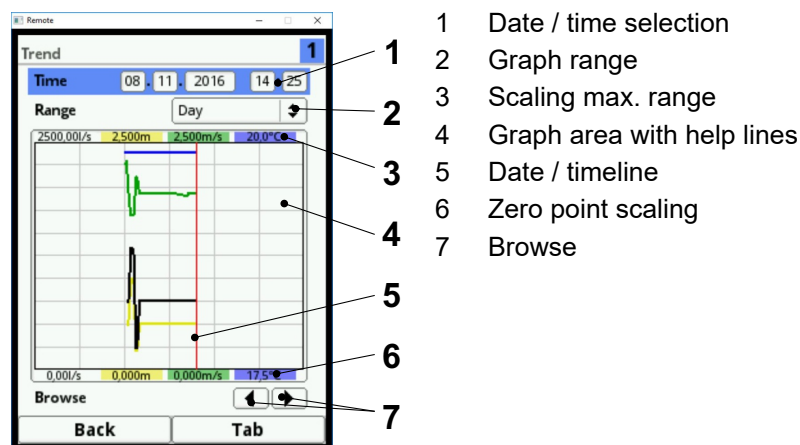 Remote
Trend 1
Time 08 . 11 . 2016 14 : 25
Range Day
2500,00l/s 2,500m 2,500m/s 20,0°C
0,00l/s 0,000m 0,000m/s 17,5°C
Browse
Back Tab
1
2
3
4
5
6
7
1 Date / time selection
2 Graph range
3 Scaling max. range
4 Graph area with help lines
5 Date / timeline
6 Zero point scaling
7 Browse